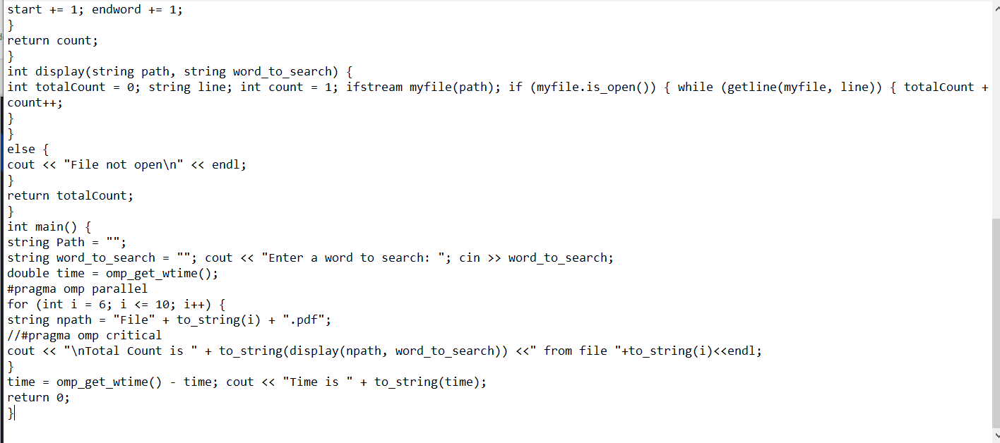 start += 1; endword += 1;
}
return count;
}
int display(string path, string word_to_search) {
int totalCount = 0; string line; int count = 1; ifstream myfile(path); if (myfile.is_open()) { while (getline(myfile, line)) { totalCount +
count++;
}
}
else {
cout << "File not open\n" << endl;
}
return totalCount;
}
int main() {
string Path = "";
string word_to_search = ""; cout << "Enter a word to search: "; cin >> word_to_search;
double time = omp_get_wtime();
#pragma omp parallel
for (int i = 6; i <= 10; i++) {
string npath = "File" + to_string(i) + ".pdf";
//#pragma omp critical
cout << "\nTotal Count is " + to_string(display(npath, word_to_search)) <<" from file "+to_string(i)<<endl;
}
time = omp_get_wtime() - time; cout << "Time is " + to_string(time);
return 0;
}